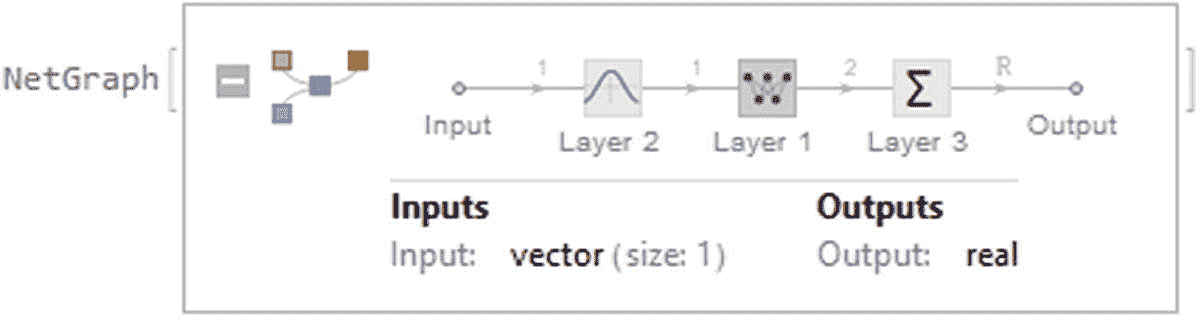 NetGraph
1 1 2 R
Σ
Input Layer 2 Layer 1 Layer 3 Output
Inputs Outputs
Input: vector (size: 1) Output: real